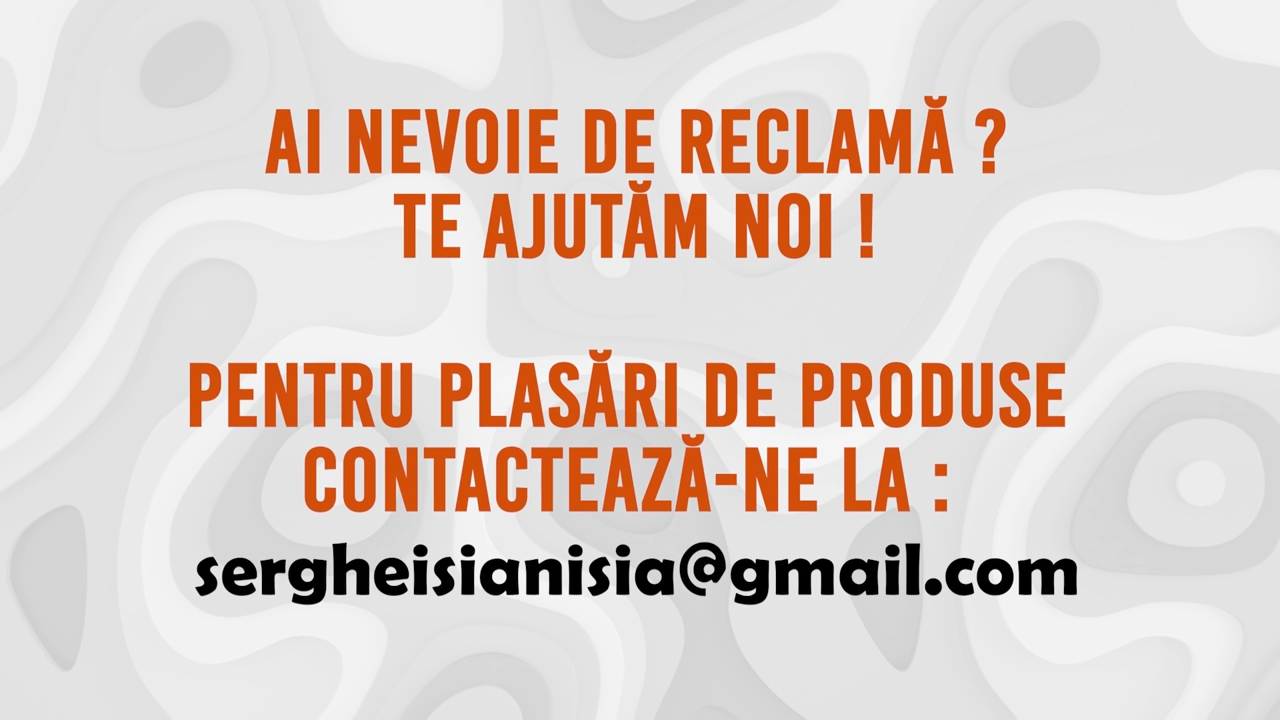 AI NEVOIE DE RECLAMĂ ?
TE AJUTĂM NOI !
PENTRU PLASĂRI DE PRODUSE
CONTACTEAZĂ-NE LA :
sergheisianisia@gmail.com